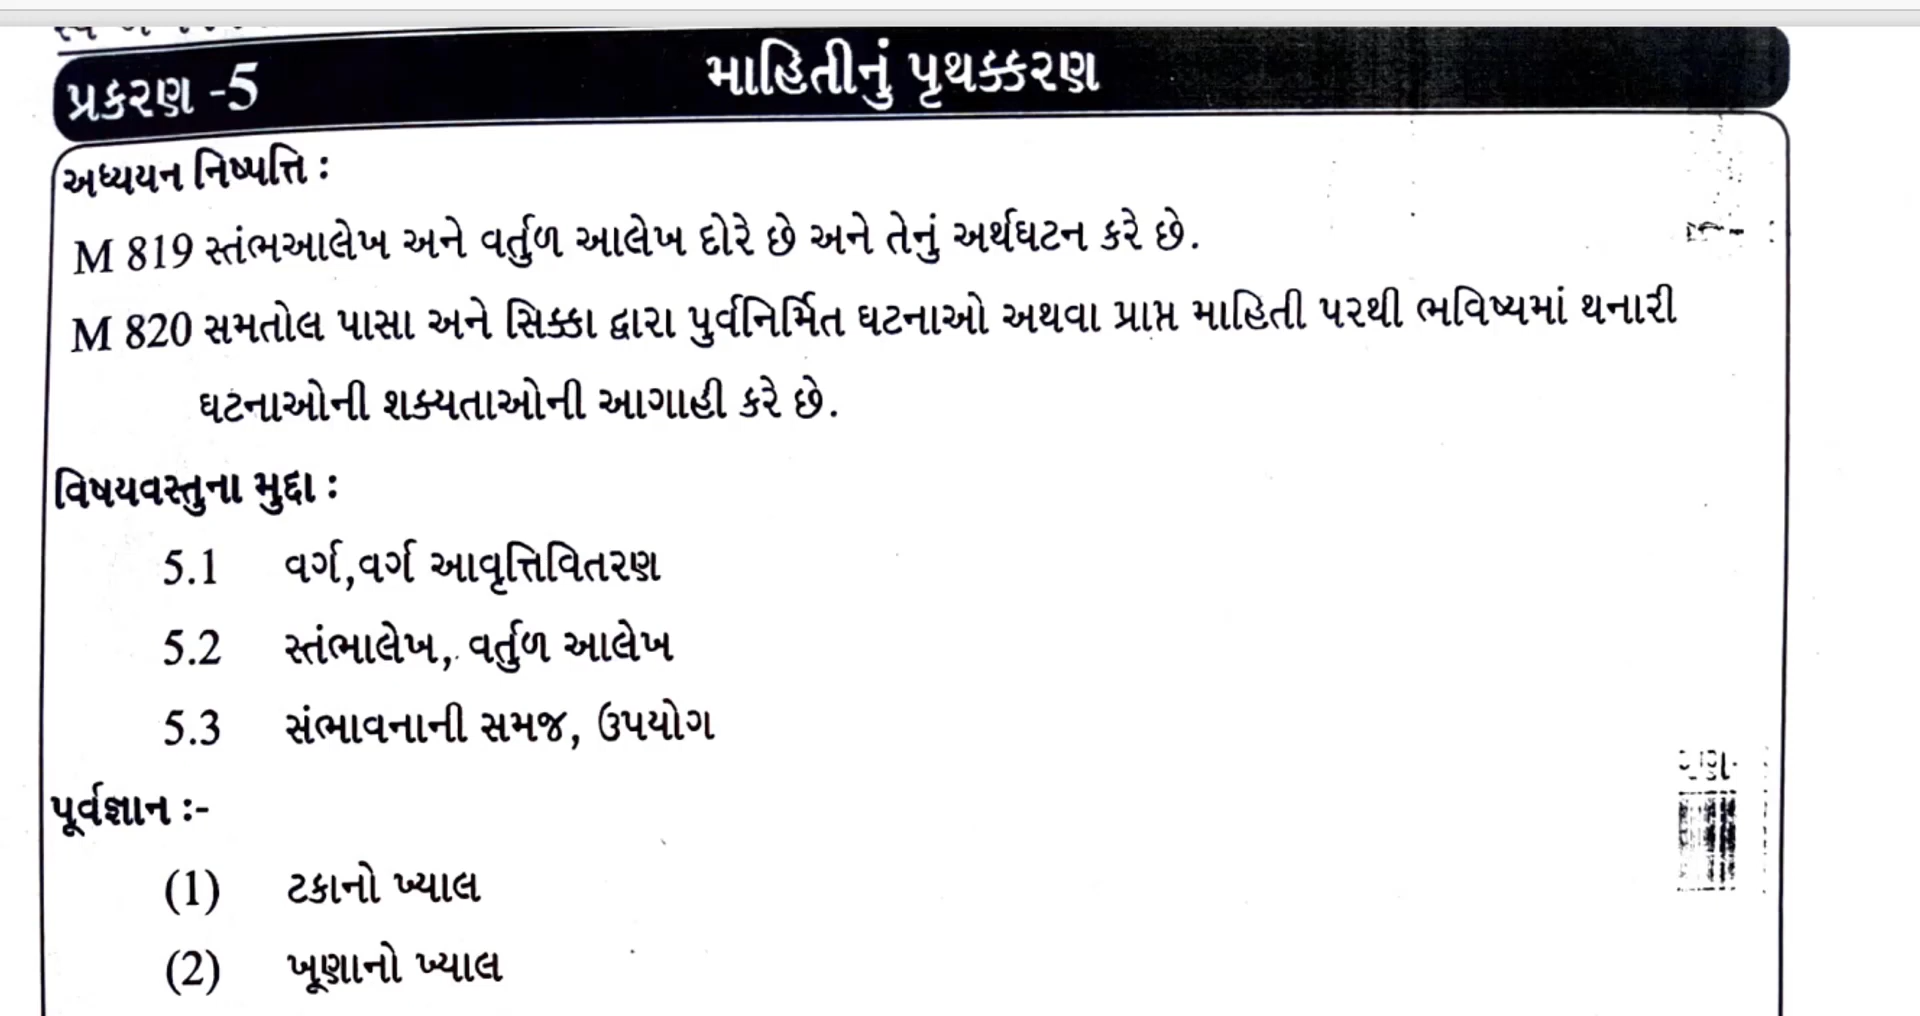 પ્રકરણ -5
માહિતીનું પૃથક્કરણ
અધ્યયન નિષ્પત્તિ :
M 819 સ્તંભઆલેખ અને વર્તુળ આલેખ દોરે છે અને તેનું અર્થઘટન કરે છે.
M 820 સમતોલ પાસા અને સિક્કા દ્વારા પુર્વનિર્મિત ઘટનાઓ અથવા પ્રાપ્ત માહિતી પરથી ભવિષ્યમાં થનારી
ઘટનાઓની શક્યતાઓની આગાહી કરે છે.
વિષયવસ્તુના મુદ્દા :
5.1 વર્ગ,વર્ગ આવૃત્તિવિતરણ
5.2 સ્તંભાલેખ, વર્તુળ આલેખ
5.3 સંભાવનાની સમજ, ઉપયોગ
પૂર્વજ્ઞાન :-
(1) ટકાનો ખ્યાલ
(2) ખૂણાનો ખ્યાલ